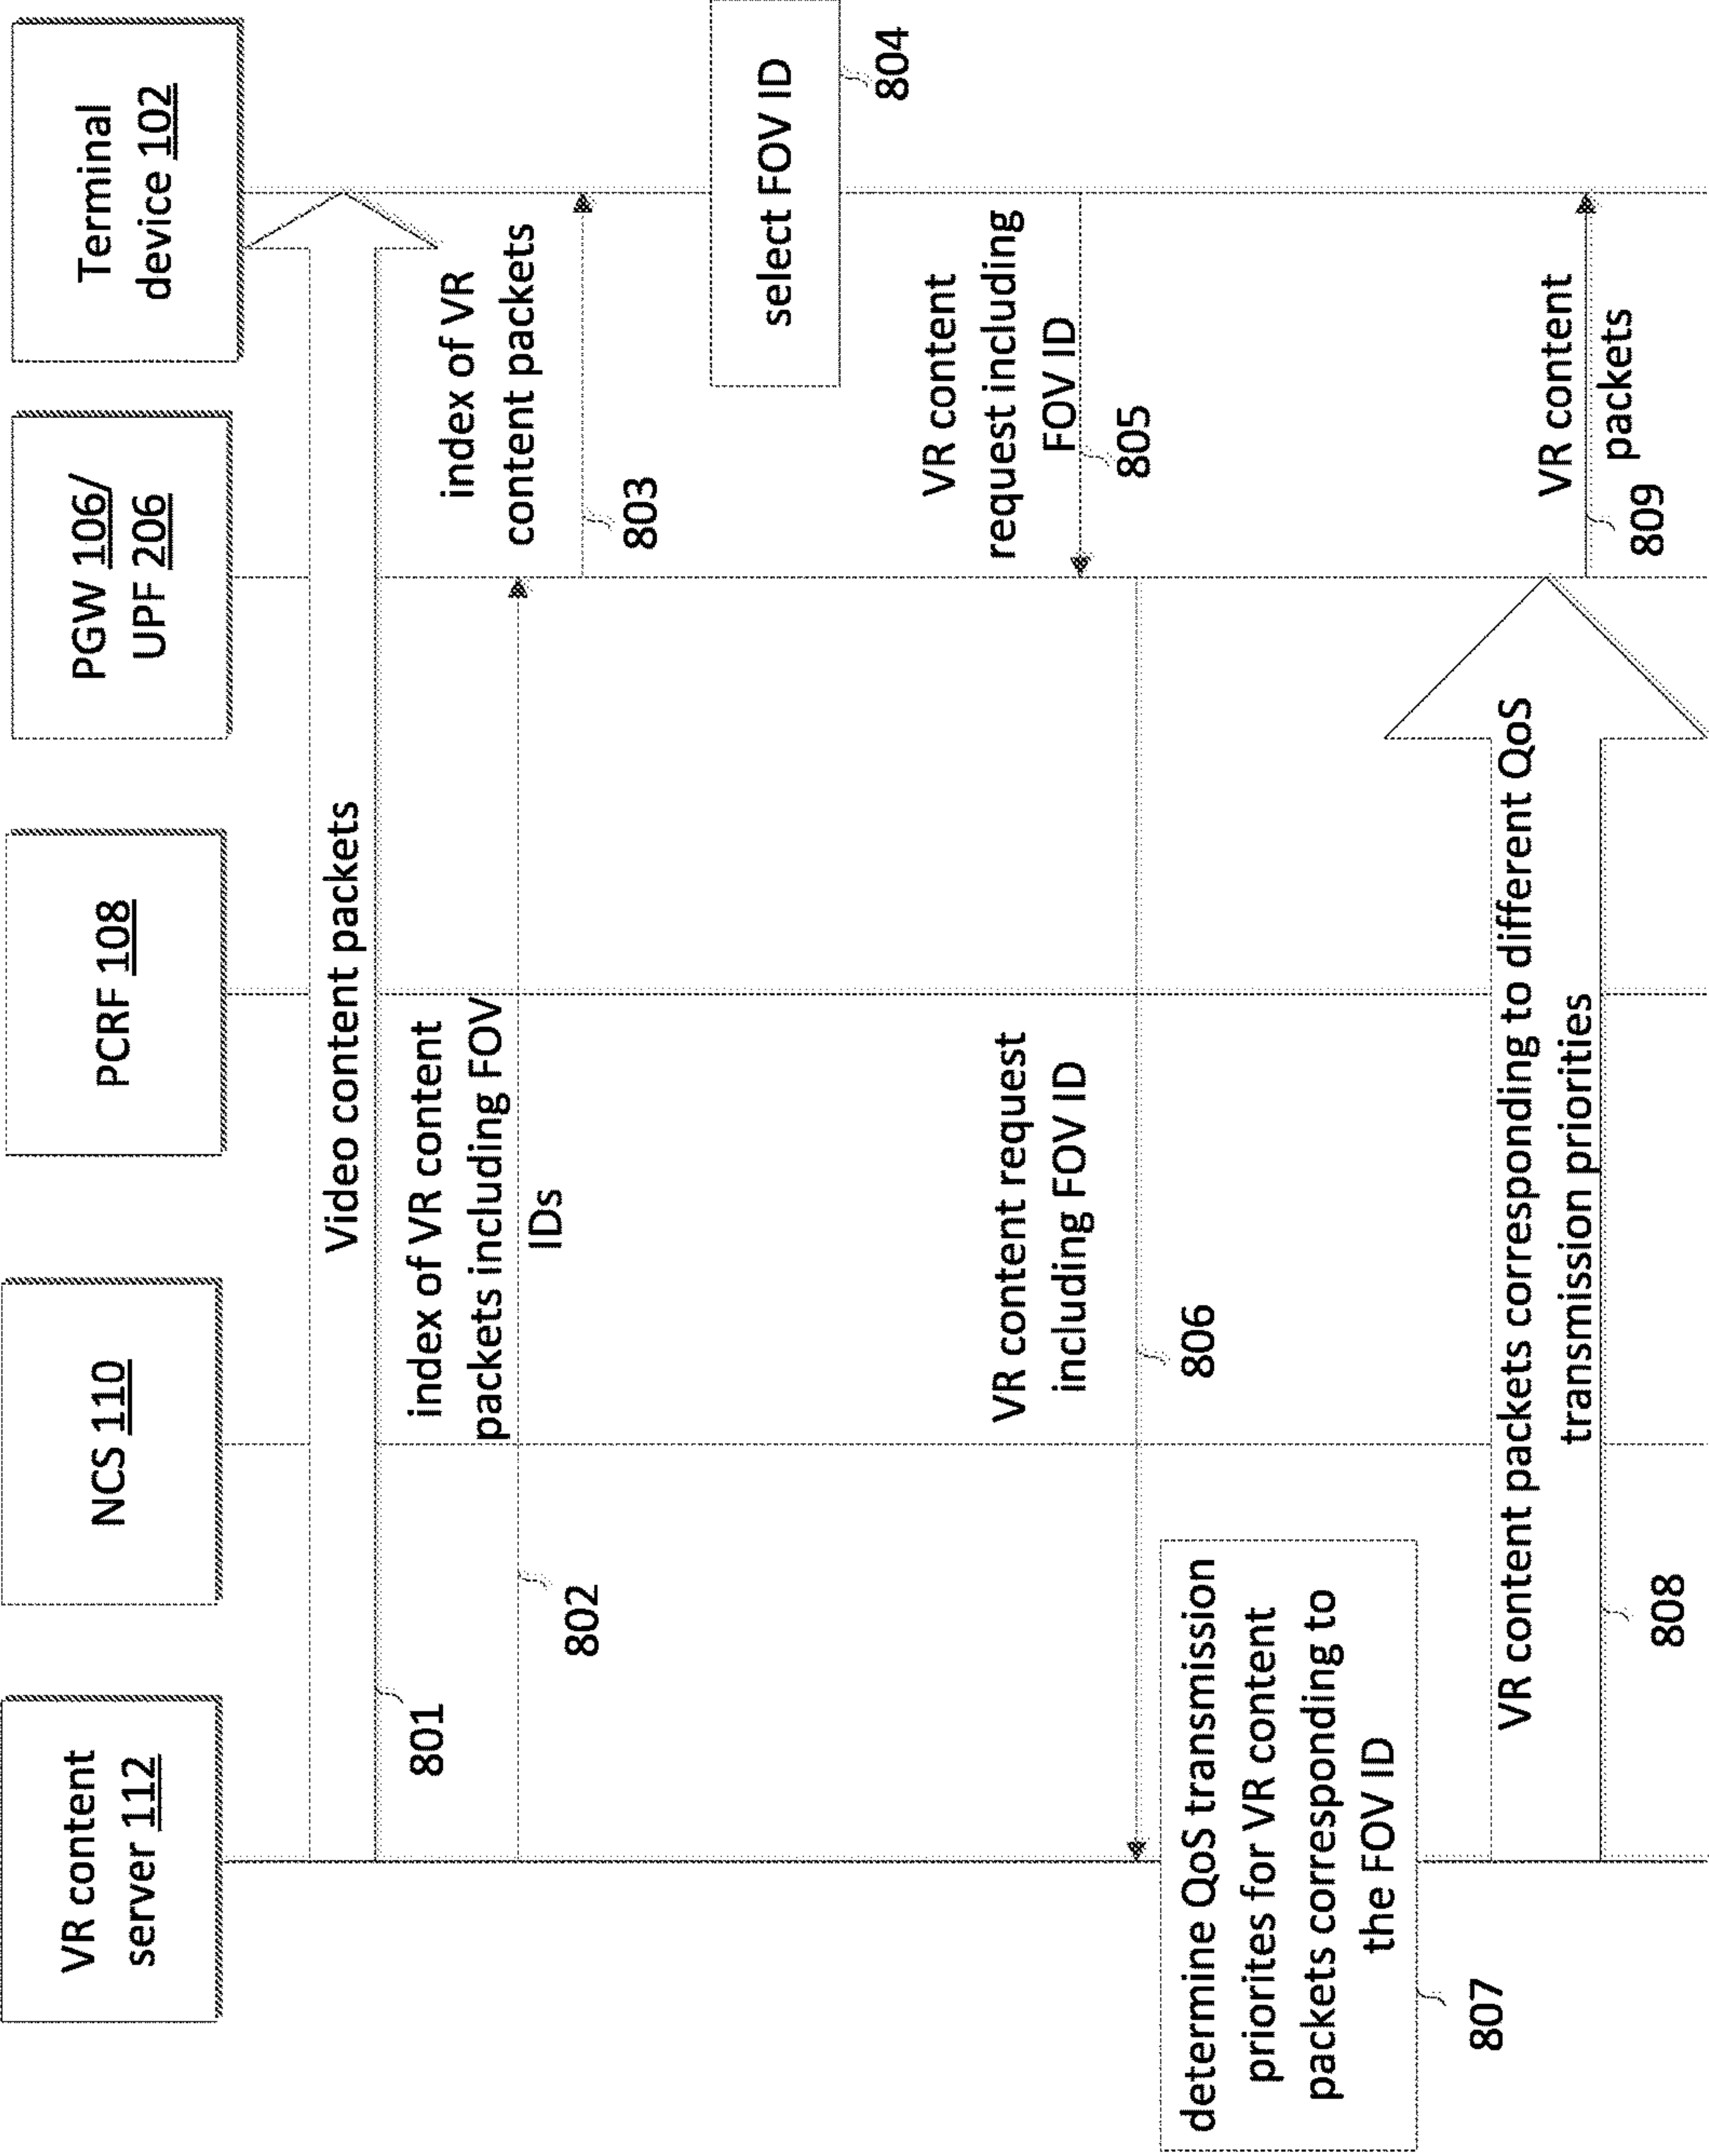 VR content
server 112
NCS 110
PCRF 108
PGW 106/
UPF 206
Terminal
device 102
Video content packets
801
index of VR content
packets including FOV
IDs
802
index of VR
content packets
803
select FOV ID
804
VR content
request including
FOV ID
805
VR content request
including FOV ID
806
determine QoS transmission
priorites for VR content
packets corresponding to
the FOV ID
807
VR content packets corresponding to different QoS
transmission priorities
808
VR content
packets
809